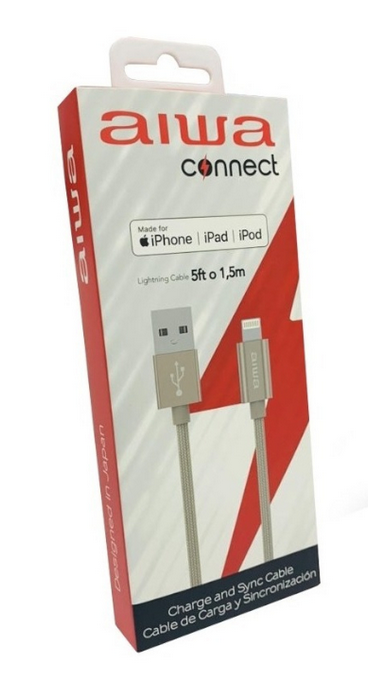 aiwa
connect
Made for
iPhone | iPad | iPod
Lightning Cable 5ft o 1,5m
aiwa
Charge and Sync Cable
Cable de Carga y Sincronización
aiwa
Designed in Japan